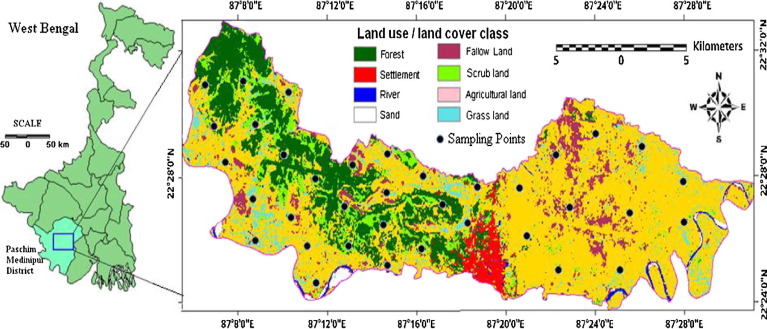 West Bengal
SCALE
50 0 50 km
Paschim
Medinipur
District
87°8'0"E 87°12'0"E 87°16'0"E 87°20'0"E 87°24'0"E 87°28'0"E
Land use / land cover class
Forest
Settlement
River
Sand
Fallow Land
Scrub land
Agricultural land
Grass land
Sampling Points
Kilometers
5 0 5
N
W E
S
22°32'0"N
22°28'0"N
22°28'0"N
22°24'0"N
22°24'0"N
87°8'0"E 87°12'0"E 87°16'0"E 87°20'0"E 87°24'0"E 87°28'0"E